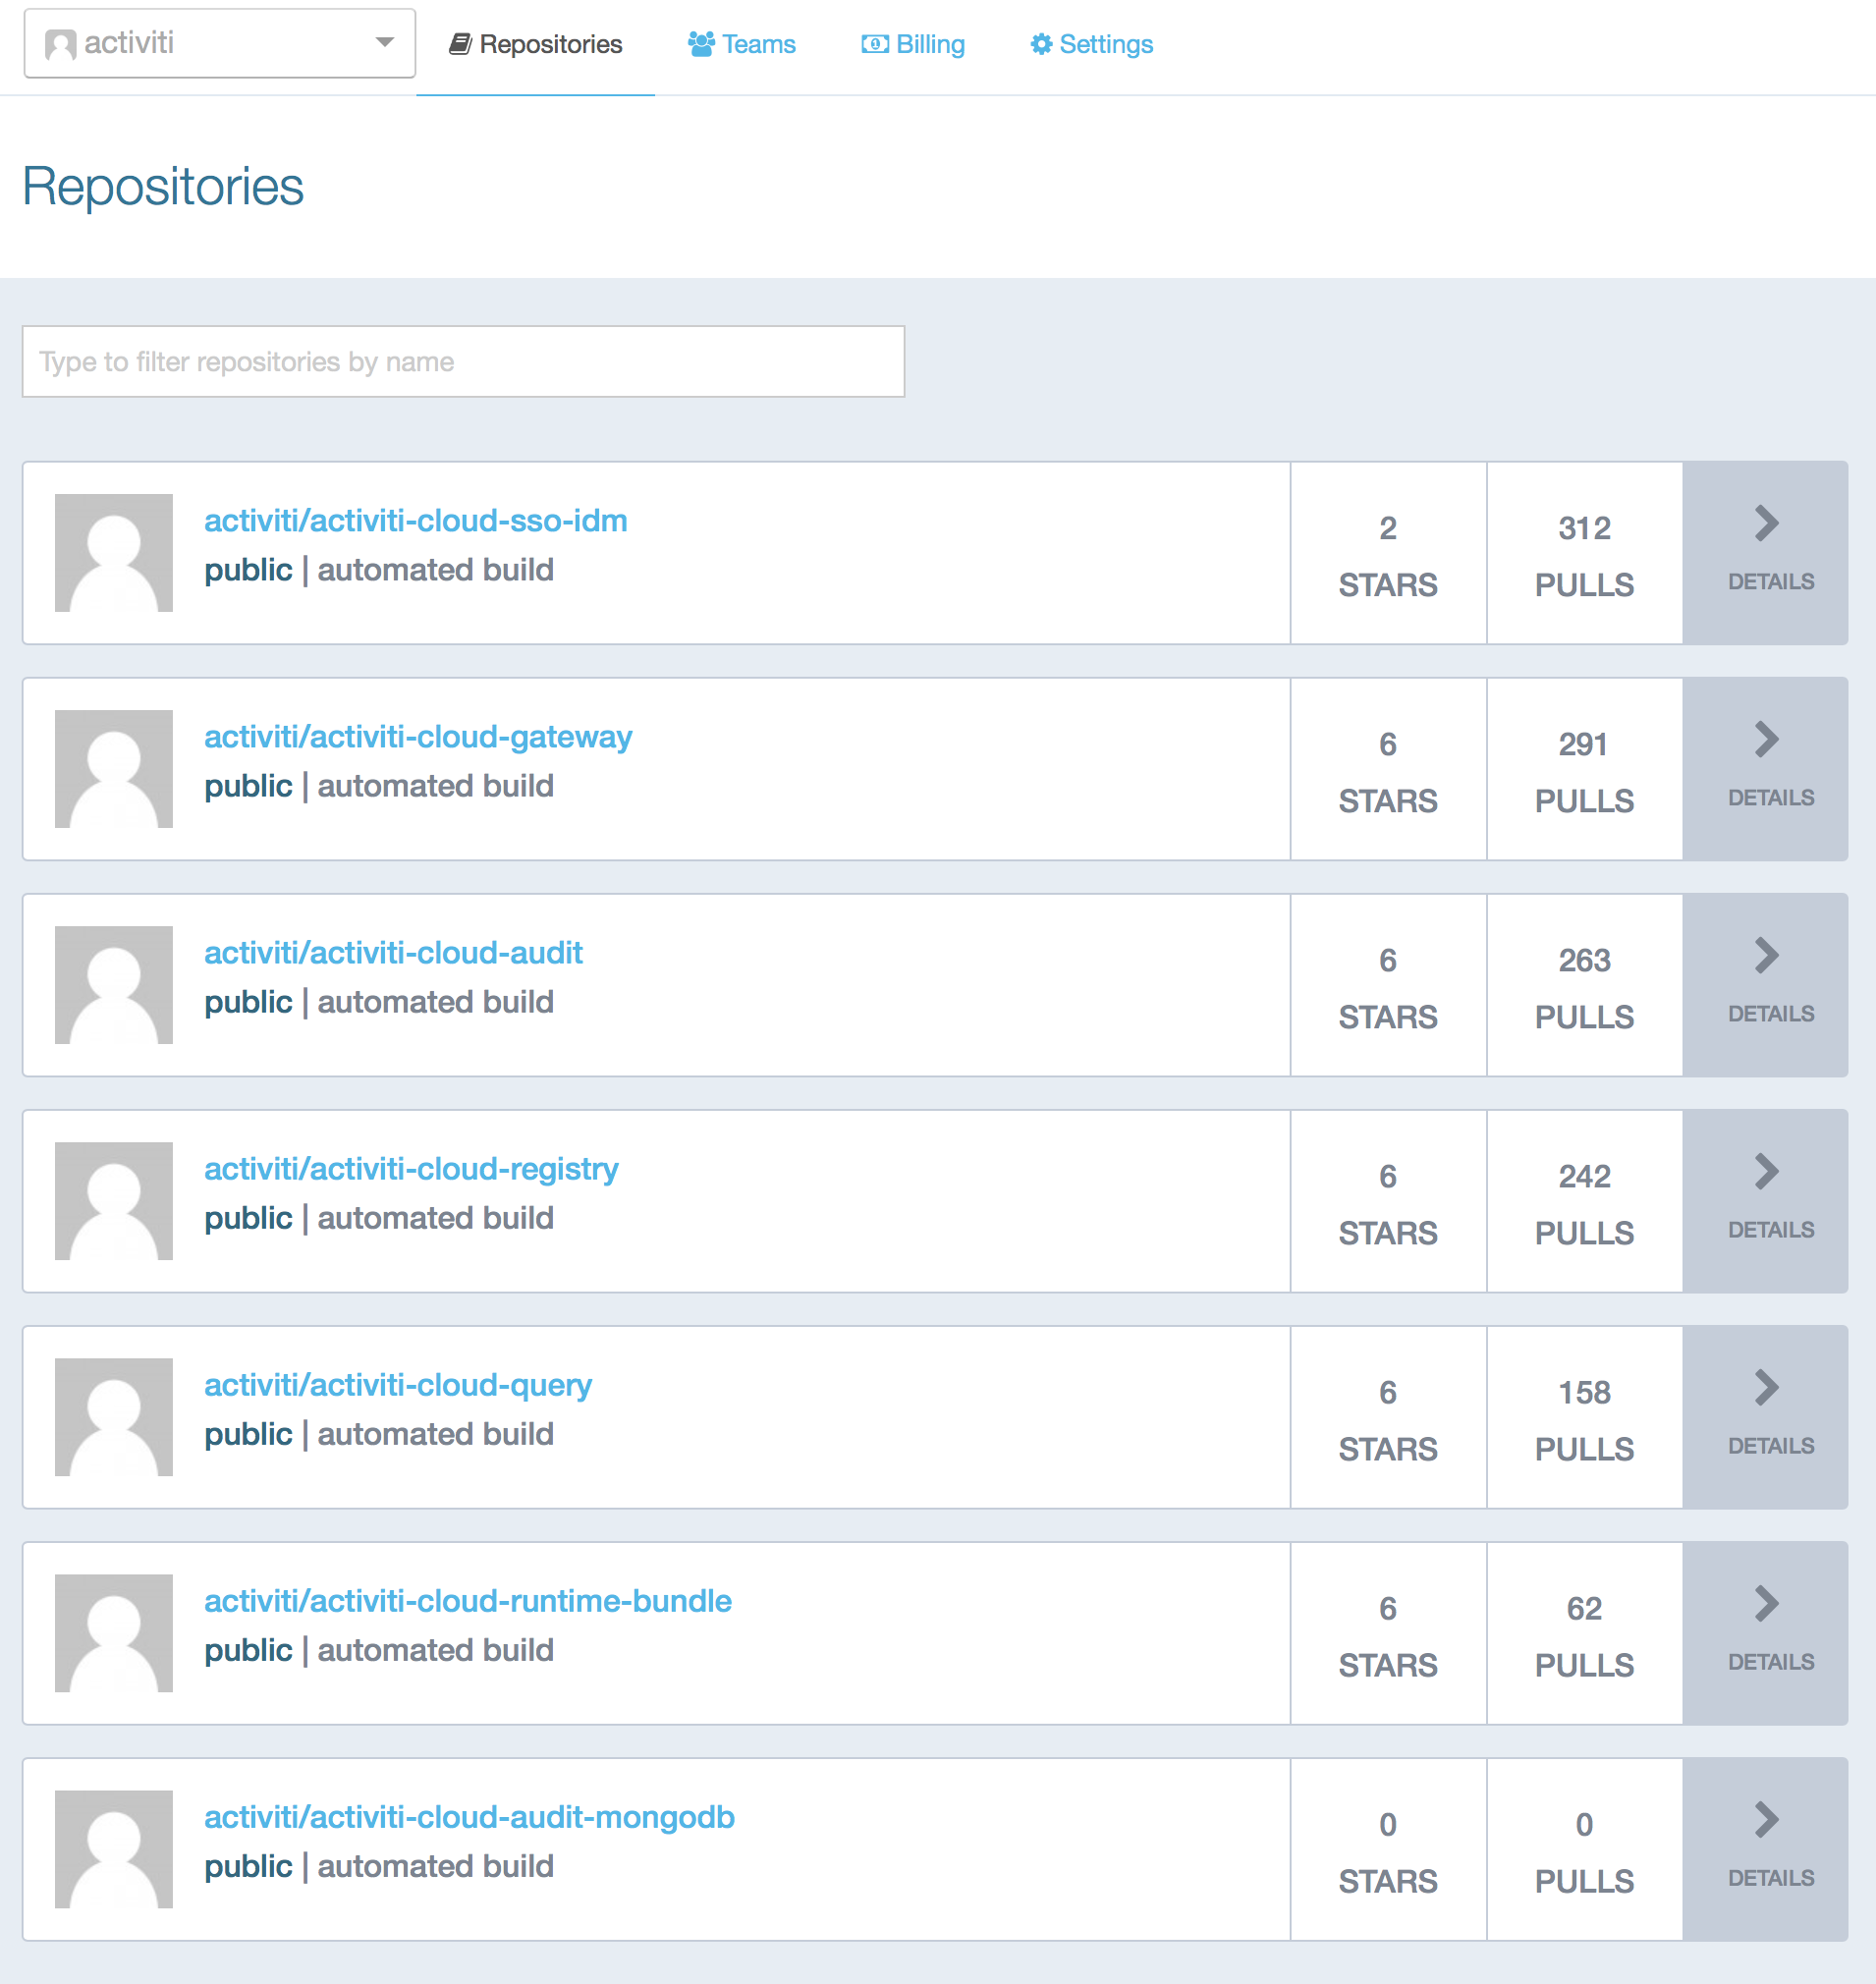 activiti Repositories Teams Billing Settings
Repositories
Type to filter repositories by name
activiti/activiti-cloud-sso-idm
public | automated build
2
STARS
312
PULLS
DETAILS
activiti/activiti-cloud-gateway
public | automated build
6
STARS
291
PULLS
DETAILS
activiti/activiti-cloud-audit
public | automated build
6
STARS
263
PULLS
DETAILS
activiti/activiti-cloud-registry
public | automated build
6
STARS
242
PULLS
DETAILS
activiti/activiti-cloud-query
public | automated build
6
STARS
158
PULLS
DETAILS
activiti/activiti-cloud-runtime-bundle
public | automated build
6
STARS
62
PULLS
DETAILS
activiti/activiti-cloud-audit-mongodb
public | automated build
0
STARS
0
PULLS
DETAILS